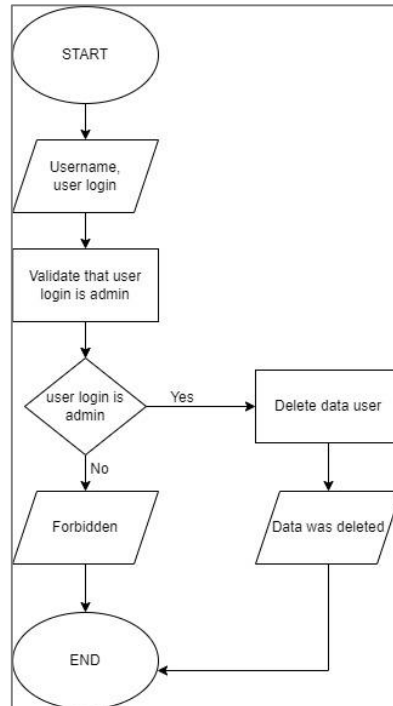 START
Username,
user login
Validate that user
login is admin
user login is
admin
Yes
Delete data user
No
Forbidden
Data was deleted
END